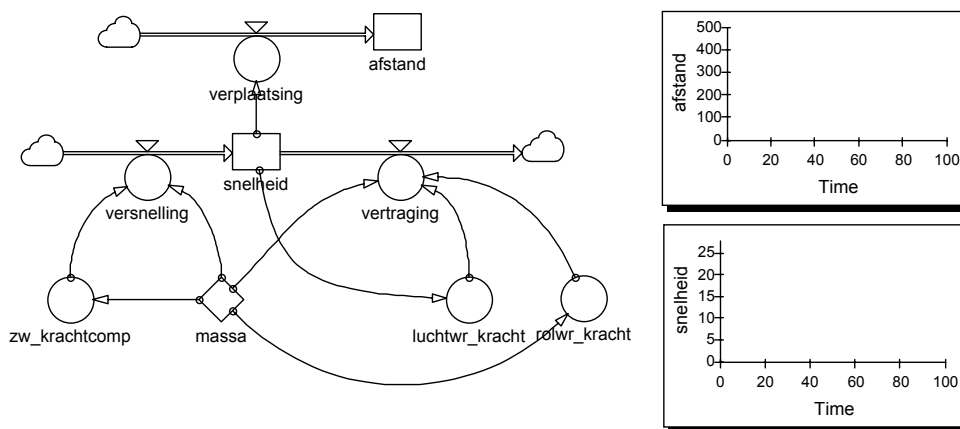 afstand
verplaatsing
snelheid
versnelling
vertraging
zw_krachtcomp
massa
luchtwr_kracht
rolwr_kracht
500
400
300
200
100
0
afstand
0 20 40 60 80 100
Time
25
20
15
10
5
0
snelheid
0 20 40 60 80 100
Time